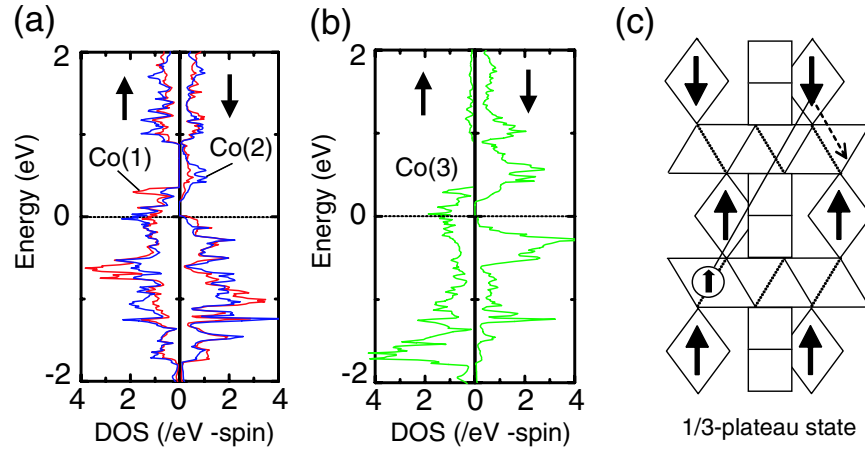 (a)
(b)
(c)
2
0
-2
Energy (eV)
Co(1)
Co(2)
4 2 0 2 4
DOS (/eV -spin)
2
0
-2
Energy (eV)
Co(3)
4 2 0 2 4
DOS (/eV -spin)
1/3-plateau state